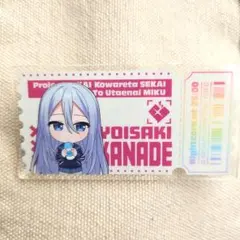 Project SEKAI Kowareta SEKAI
To Utaenai MIKU
YOISAKI
KANADE